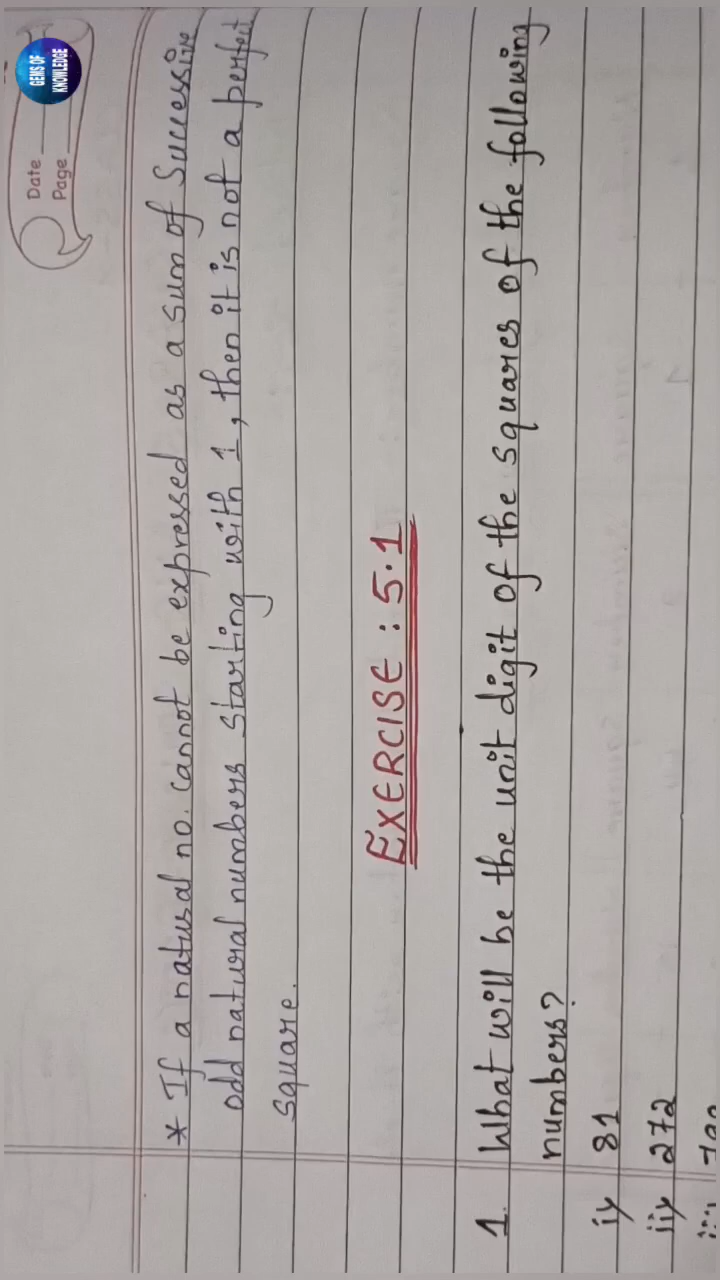 GEMS OF
KNOWLEDGE
Date
Page
* If a natural no. cannot be expressed as a sum of Successive
odd natural numbers starting with 1, then it is not a perfect
square.
EXERCISE : 5.1
1. What will be the unit digit of the squares of the following
numbers?
i) 81
ii) 272